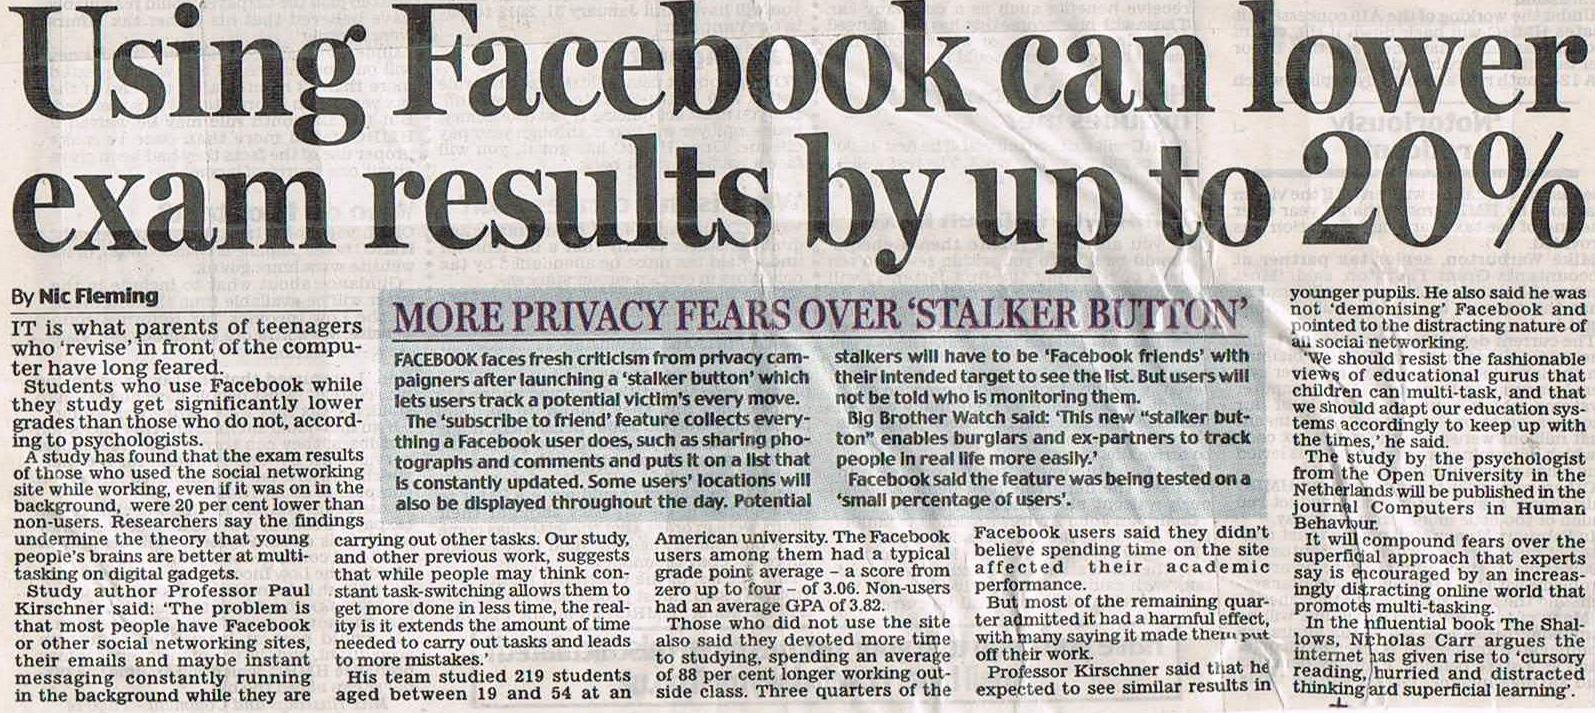 Using Facebook can lower
exam results by up to 20%
By Nic Fleming
IT is what parents of teenagers
who ‘revise’ in front of the compu-
ter have long feared.
Students who use Facebook while
they study get significantly lower
grades than those who do not, accord-
ing to psychologists.
A study has found that the exam results
of those who used the social networking
site while working, even if it was on in the
background, were 20 per cent lower than
non-users. Researchers say the findings
undermine the theory that young
people's brains are better at multi-
tasking on digital gadgets.
Study author Professor Paul
Kirschner said: ‘The problem is
that most people have Facebook
or other social networking sites,
their emails and maybe instant
messaging constantly running
in the background while they are
MORE PRIVACY FEARS OVER ‘STALKER BUTTON’
FACEBOOK faces fresh criticism from privacy cam-
paigners after launching a ‘stalker button’ which
lets users track a potential victim's every move.
The ‘subscribe to friend’ feature collects every-
thing a Facebook user does, such as sharing pho-
tographs and comments and puts it on a list that
is constantly updated. Some users’ locations will
also be displayed throughout the day. Potential
stalkers will have to be ‘Facebook friends’ with
their intended target to see the list. But users will
not be told who is monitoring them.
Big Brother Watch said: ‘This new “stalker but-
ton” enables burglars and ex-partners to track
people in real life more easily.’
Facebook said the feature was being tested on a
‘small percentage of users’.
carrying out other tasks. Our study,
and other previous work, suggests
that while people may think con-
stant task-switching allows them to
get more done in less time, the real-
ity is it extends the amount of time
needed to carry out tasks and leads
to more mistakes.’
His team studied 219 students
aged between 19 and 54 at an
American university. The Facebook
users among them had a typical
grade point average – a score from
zero up to four – of 3.06. Non-users
had an average GPA of 3.82.
Those who did not use the site
also said they devoted more time
to studying, spending an average
of 88 per cent longer working out-
side class. Three quarters of the
Facebook users said they didn't
believe spending time on the site
affected their academic
performance.
But most of the remaining quar-
ter admitted it had a harmful effect,
with many saying it made them put
off their work.
Professor Kirschner said that he
expected to see similar results in
younger pupils. He also said he was
not ‘demonising’ Facebook and
pointed to the distracting nature of
all social networking.
‘We should resist the fashionable
views of educational gurus that
children can multi-task, and that
we should adapt our education sys-
tems accordingly to keep up with
the times,’ he said.
The study by the psychologist
from the Open University in the
Netherlands will be published in the
journal Computers in Human
Behaviour.
It will compound fears over the
superficial approach that experts
say is encouraged by an increas-
ingly distracting online world that
promotes multi-tasking.
In the influential book The Shal-
lows, Nicholas Carr argues the
internet has given rise to ‘cursory
reading, hurried and distracted
thinking and superficial learning’.